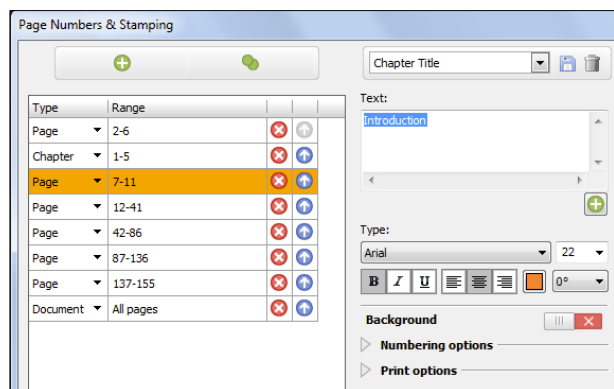 Page Numbers & Stamping
Chapter Title
Type Range
Page 2-6
Chapter 1-5
Page 7-11
Page 12-41
Page 42-86
Page 87-136
Page 137-155
Document All pages
Text:
Introduction
Type:
Arial 22
B I U 0°
Background
Numbering options
Print options